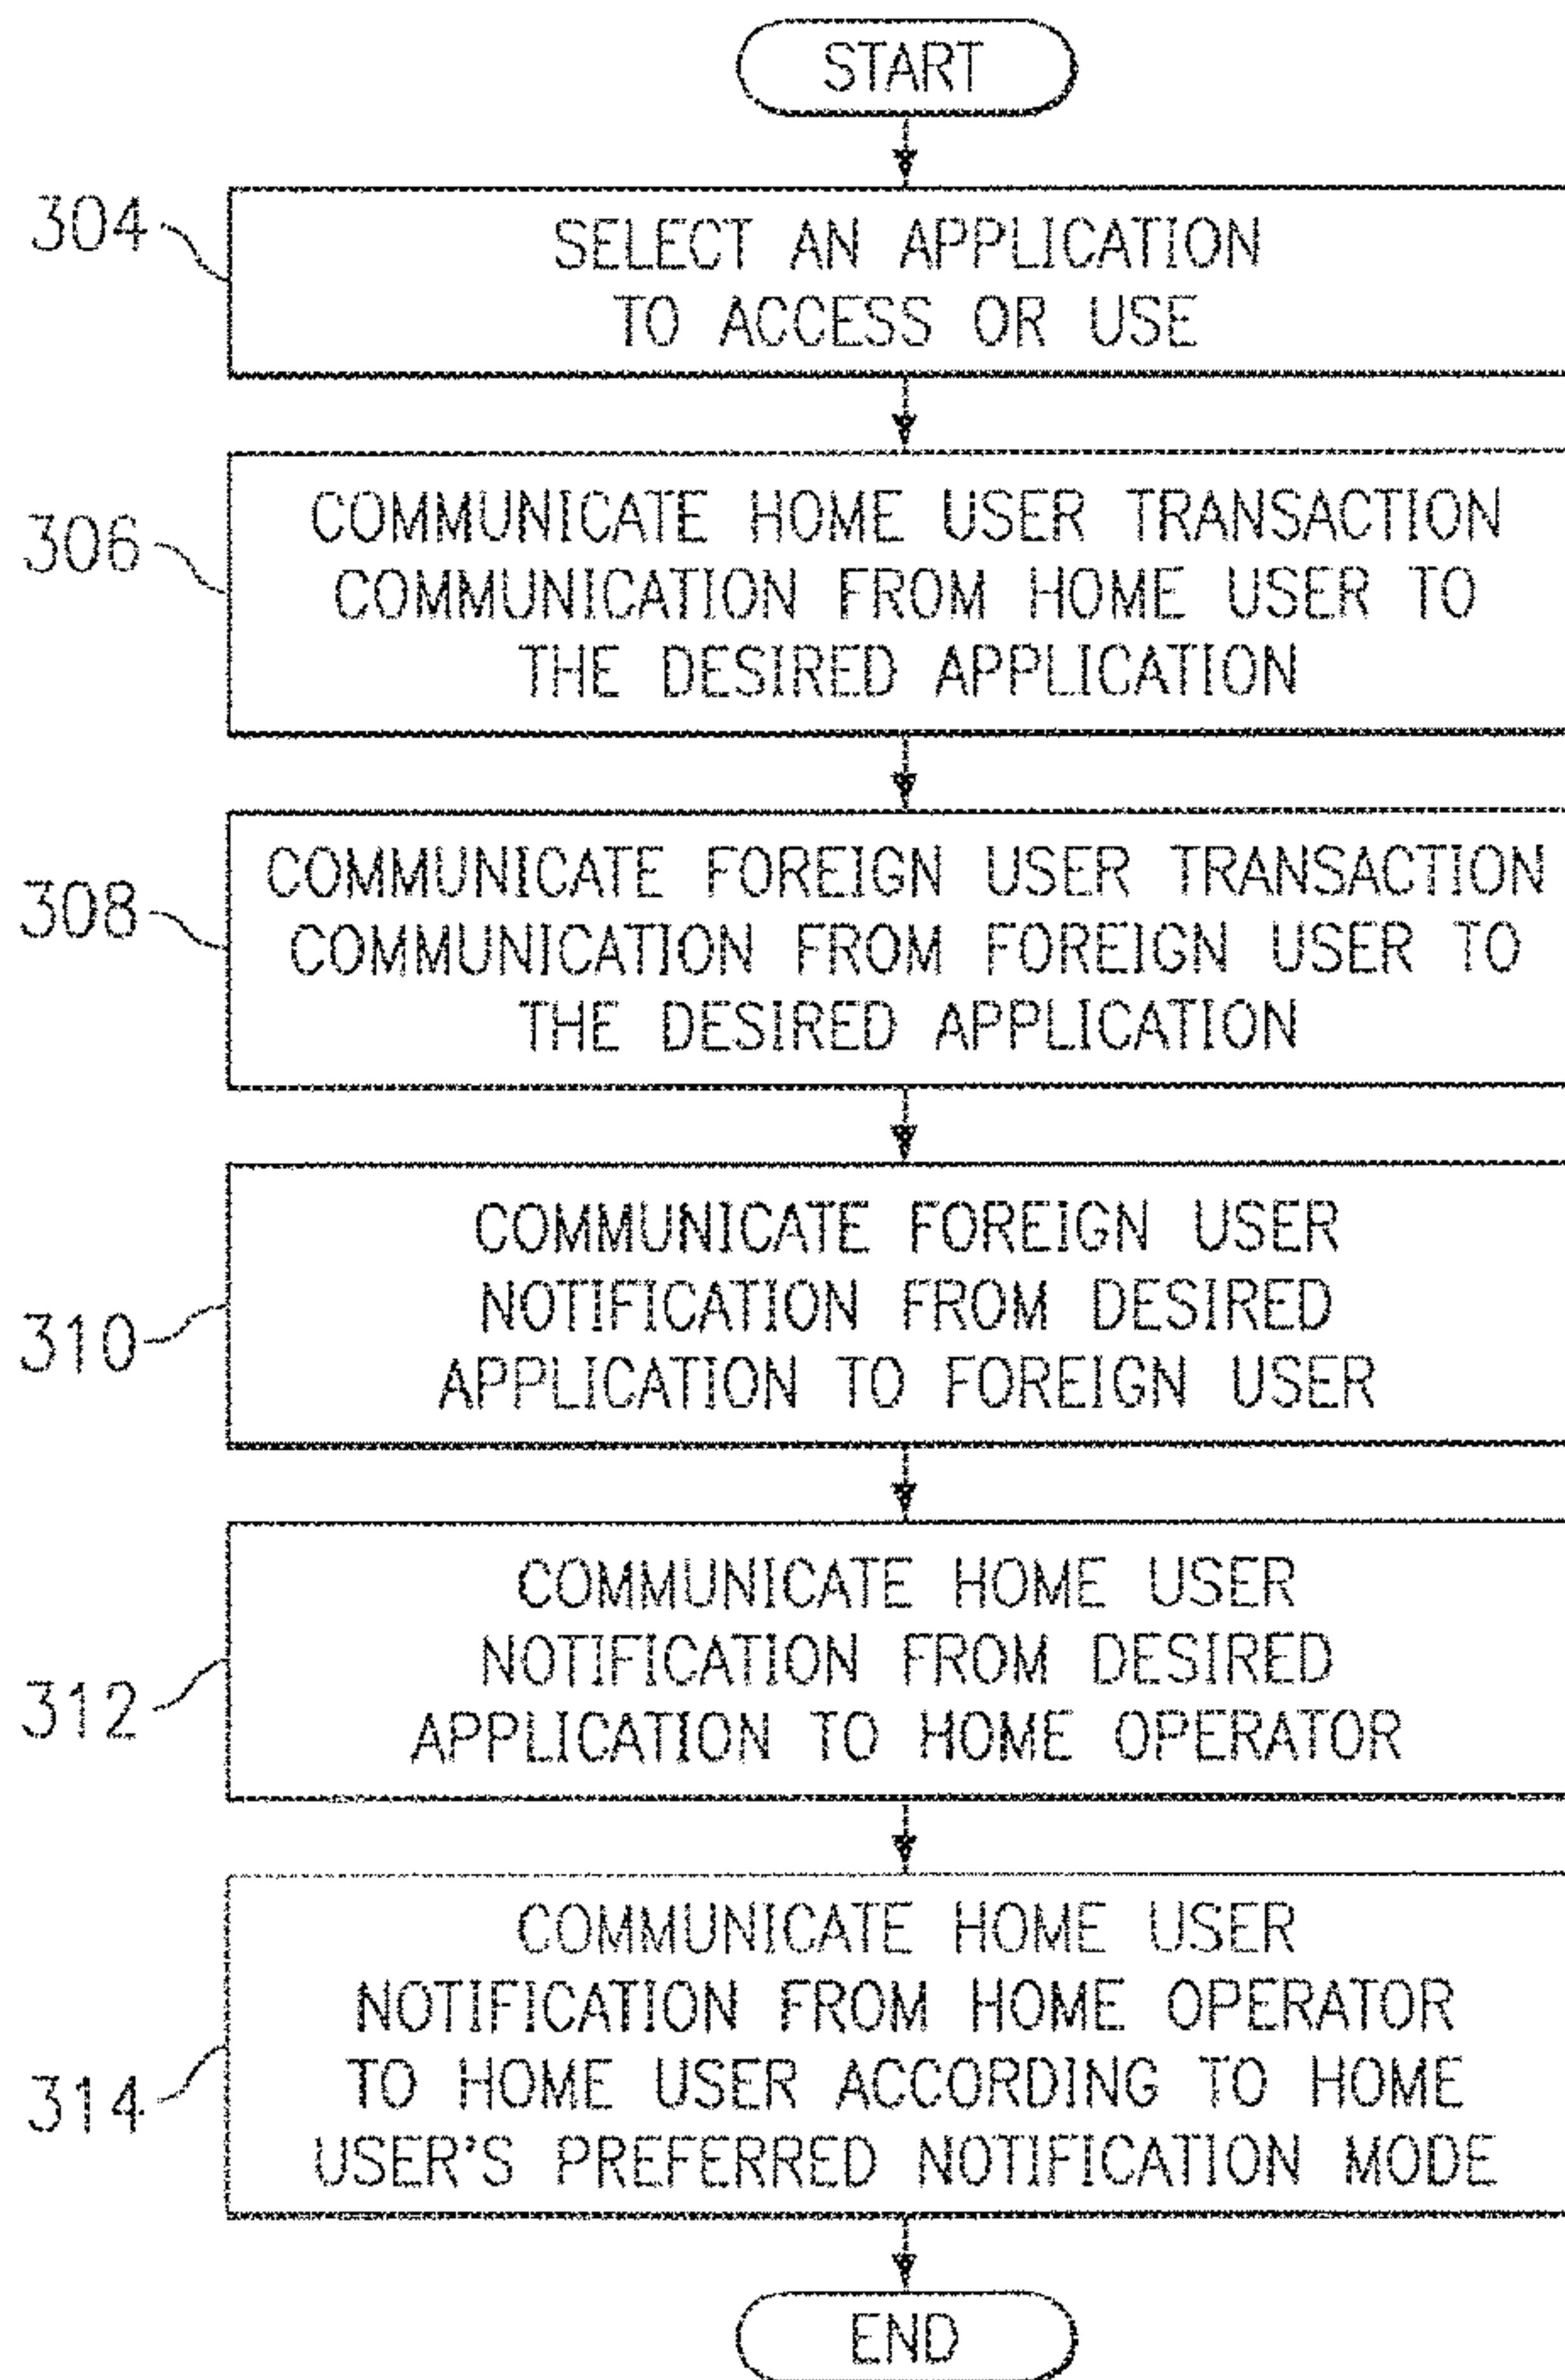 START
304
SELECT AN APPLICATION
TO ACCESS OR USE
306
COMMUNICATE HOME USER TRANSACTION
COMMUNICATION FROM HOME USER TO
THE DESIRED APPLICATION
308
COMMUNICATE FOREIGN USER TRANSACTION
COMMUNICATION FROM FOREIGN USER TO
THE DESIRED APPLICATION
310
COMMUNICATE FOREIGN USER
NOTIFICATION FROM DESIRED
APPLICATION TO FOREIGN USER
312
COMMUNICATE HOME USER
NOTIFICATION FROM DESIRED
APPLICATION TO HOME OPERATOR
314
COMMUNICATE HOME USER
NOTIFICATION FROM HOME OPERATOR
TO HOME USER ACCORDING TO HOME
USER'S PREFERRED NOTIFICATION MODE
END